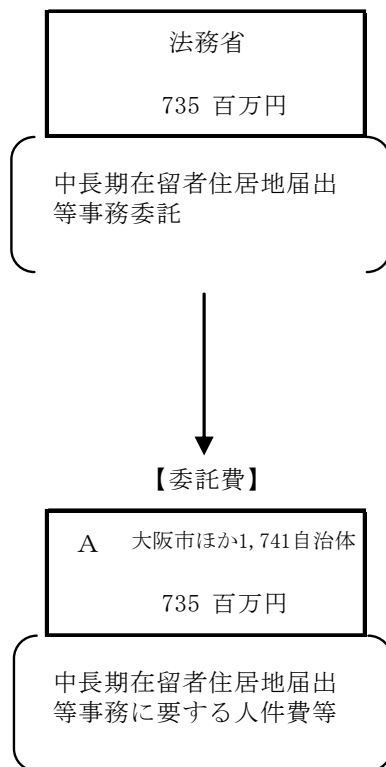 法務省
735 百万円
中長期在留者住居地届出
等事務委託
【委託費】
A 大阪市ほか1,741自治体
735 百万円
中長期在留者住居地届出
等事務に要する人件費等